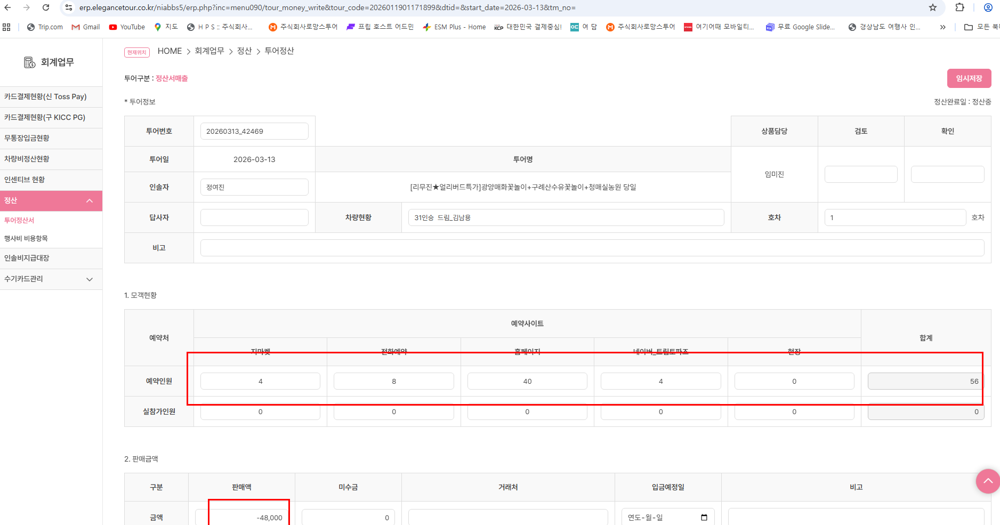 erp.elegancetour.co.kr/niabbs5/erp.php?inc=menu090/tour_money_write&tour_code=2026011901171899&dtid=&start_date=2026-03-13&tm_no=
Trip.com Gmail YouTube 지도 H P S :: 주식회사... 주식회사로망스투어 프립 호스트 어드민 ESM Plus - Home KCP 대한민국 결제중심! 여 담 주식회사로망스투어 여기어때 모바일티... 무료 Google Slide... 경상남도 여행사 인... » 모든 북
회계업무
카드결제현황(신 Toss Pay)
카드결제현황(구 KICC PG)
무통장입금현황
차량비정산현황
인센티브 현황
정산
투어정산서
행사비 비용항목
인솔비지급대장
수기카드관리
현재위치 HOME > 회계업무 > 정산 > 투어정산
투어구분 : 정산서매출
임시저장
* 투어정보
정산완료일 : 정산중
투어번호 20260313_42469 상품담당 검토 확인
투어일 2026-03-13 투어명
임미진
인솔자 정여진 [리무진★얼리버드특가]광양매화꽃놀이+구례산수유꽃놀이+청매실농원 당일
답사자 차량현황 31인승 드림_김남용 호차 1 호차
비고
1. 모객현황
예약처 예약사이트 합계
지마켓 전화예약 홈페이지 네이버_트립토파즈 현장
예약인원 4 8 40 4 0 56
실참가인원 0 0 0 0 0 0
2. 판매금액
구분 판매액 미수금 거래처 입금예정일 비고
금액 -48,000 0 연도-월-일